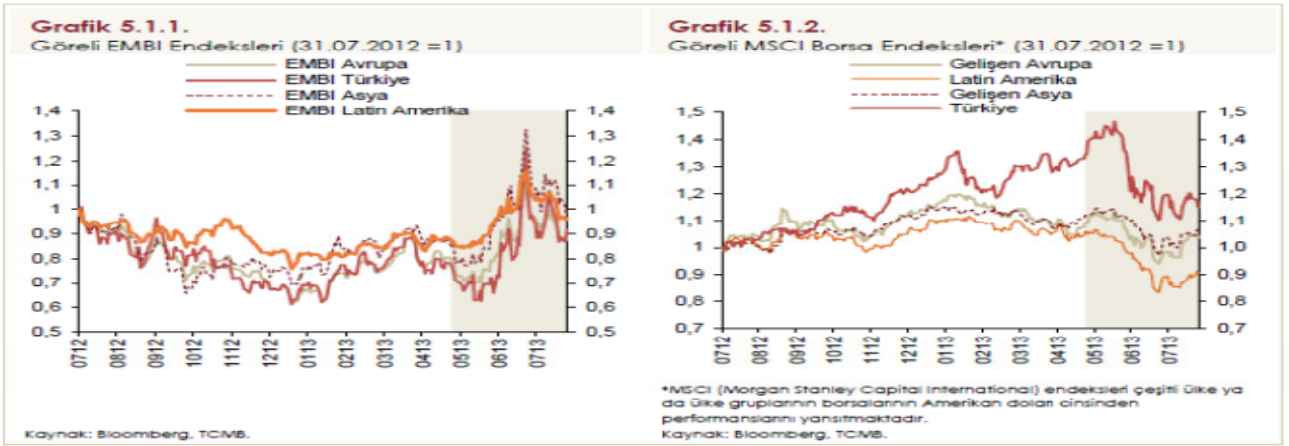 Grafik 5.1.1.
Göreli EMBI Endeksleri (31.07.2012 =1)
EMBI Avrupa
EMBI Türkiye
EMBI Asya
EMBI Latin Amerika
1,4 1,4
1,3 1,3
1,2 1,2
1,1 1,1
1 1
0,9 0,9
0,8 0,8
0,7 0,7
0,6 0,6
0,5 0,5
0712 0812 0912 1012 1112 1212 0113 0213 0313 0413 0513 0613 0713
Kaynak: Bloomberg, TCMB.
Grafik 5.1.2.
Göreli MSCI Borsa Endeksleri* (31.07.2012 =1)
Gelişen Avrupa
Latin Amerika
Gelişen Asya
Türkiye
1,5 1,5
1,4 1,4
1,3 1,3
1,2 1,2
1,1 1,1
1,0 1,0
0,9 0,9
0,8 0,8
0,7 0,7
0712 0812 0912 1012 1112 1212 0113 0213 0313 0413 0513 0613 0713
*MSCI (Morgan Stanley Capital International) endeksleri çeşitli ülke ya
da ülke gruplarının borsalarının Amerikan doları cinsinden
performanslarını yansıtmaktadır.
Kaynak: Bloomberg, TCMB.